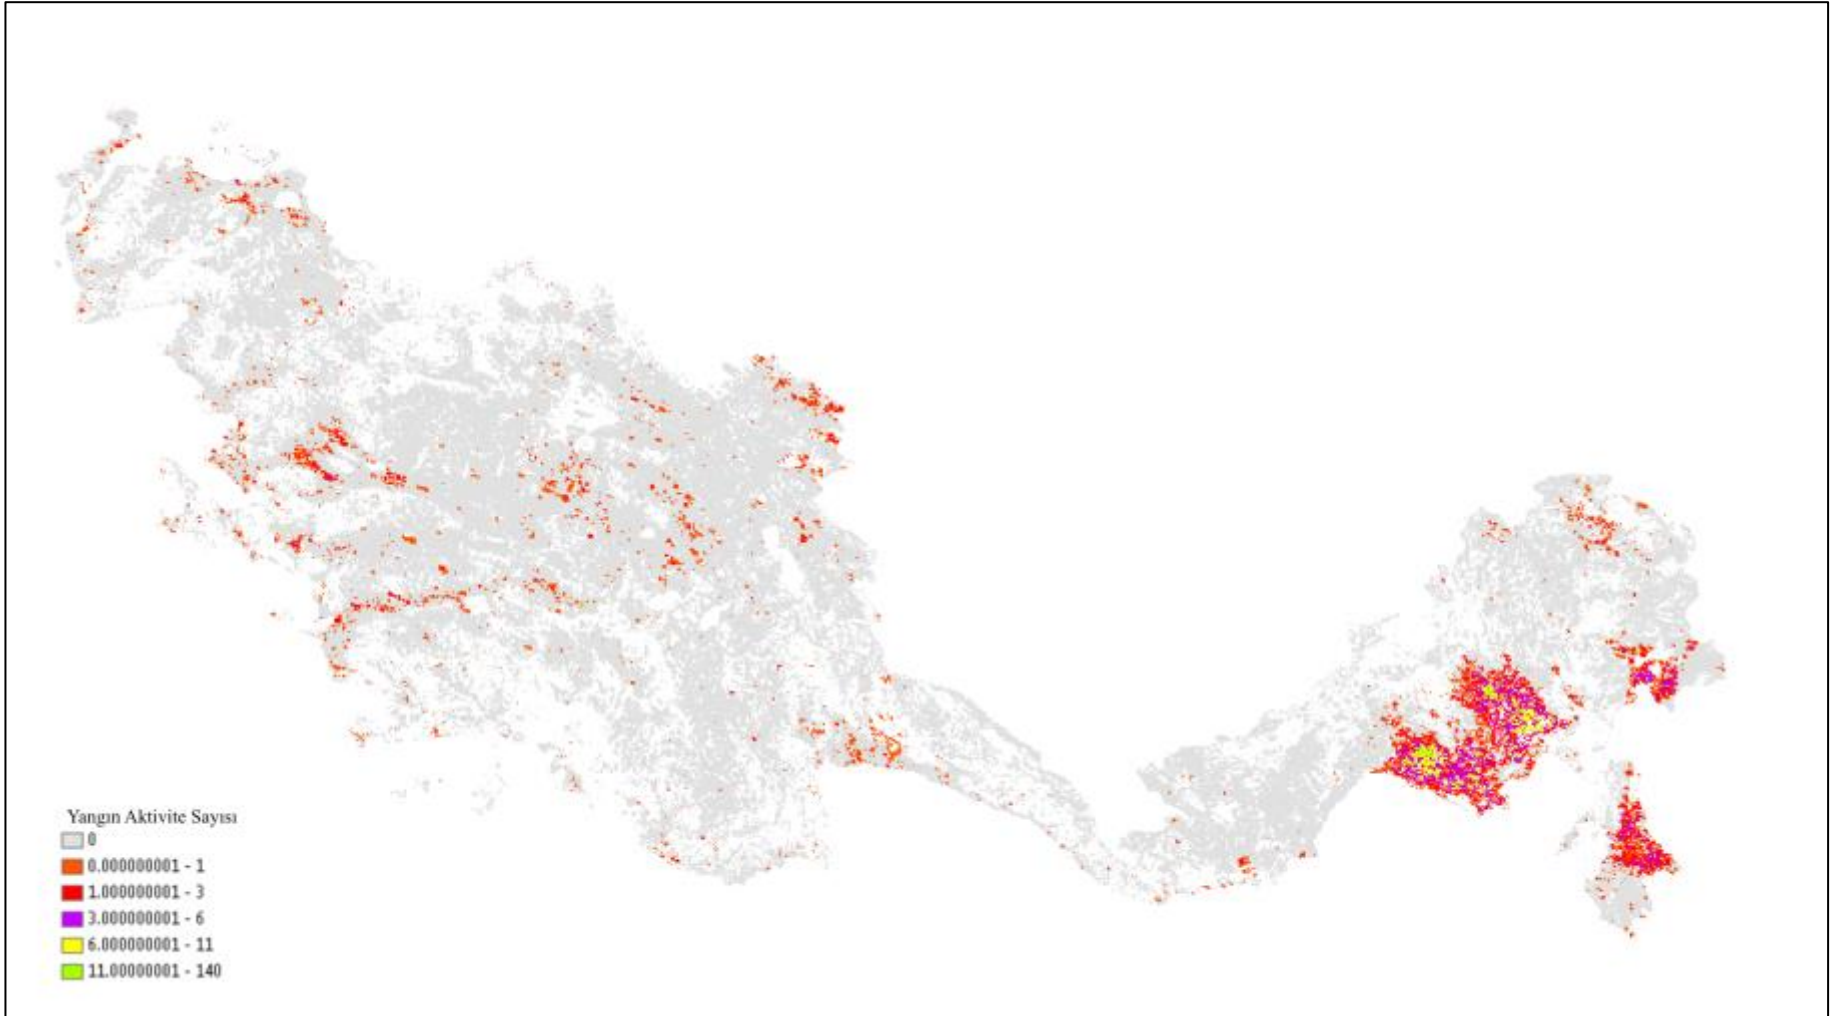 Yangın Aktivite Sayısı
0
0.000000001 - 1
1.000000001 - 3
3.000000001 - 6
6.000000001 - 11
11.00000001 - 140